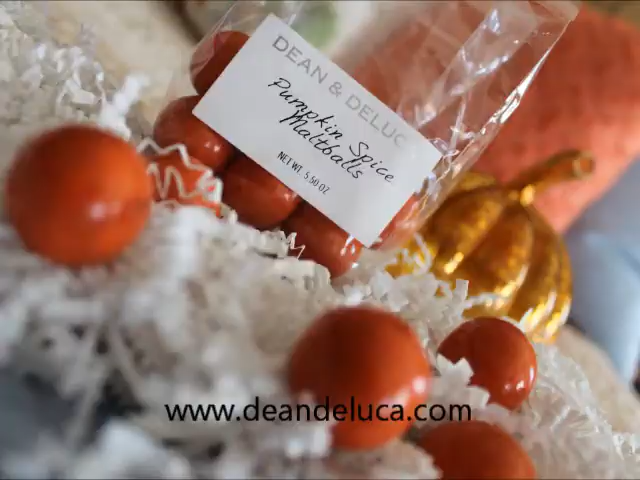 DEAN & DELUC
Pumpkin Spice
Maltballs
NET WT. 5.50 OZ
www.deandeluca.com